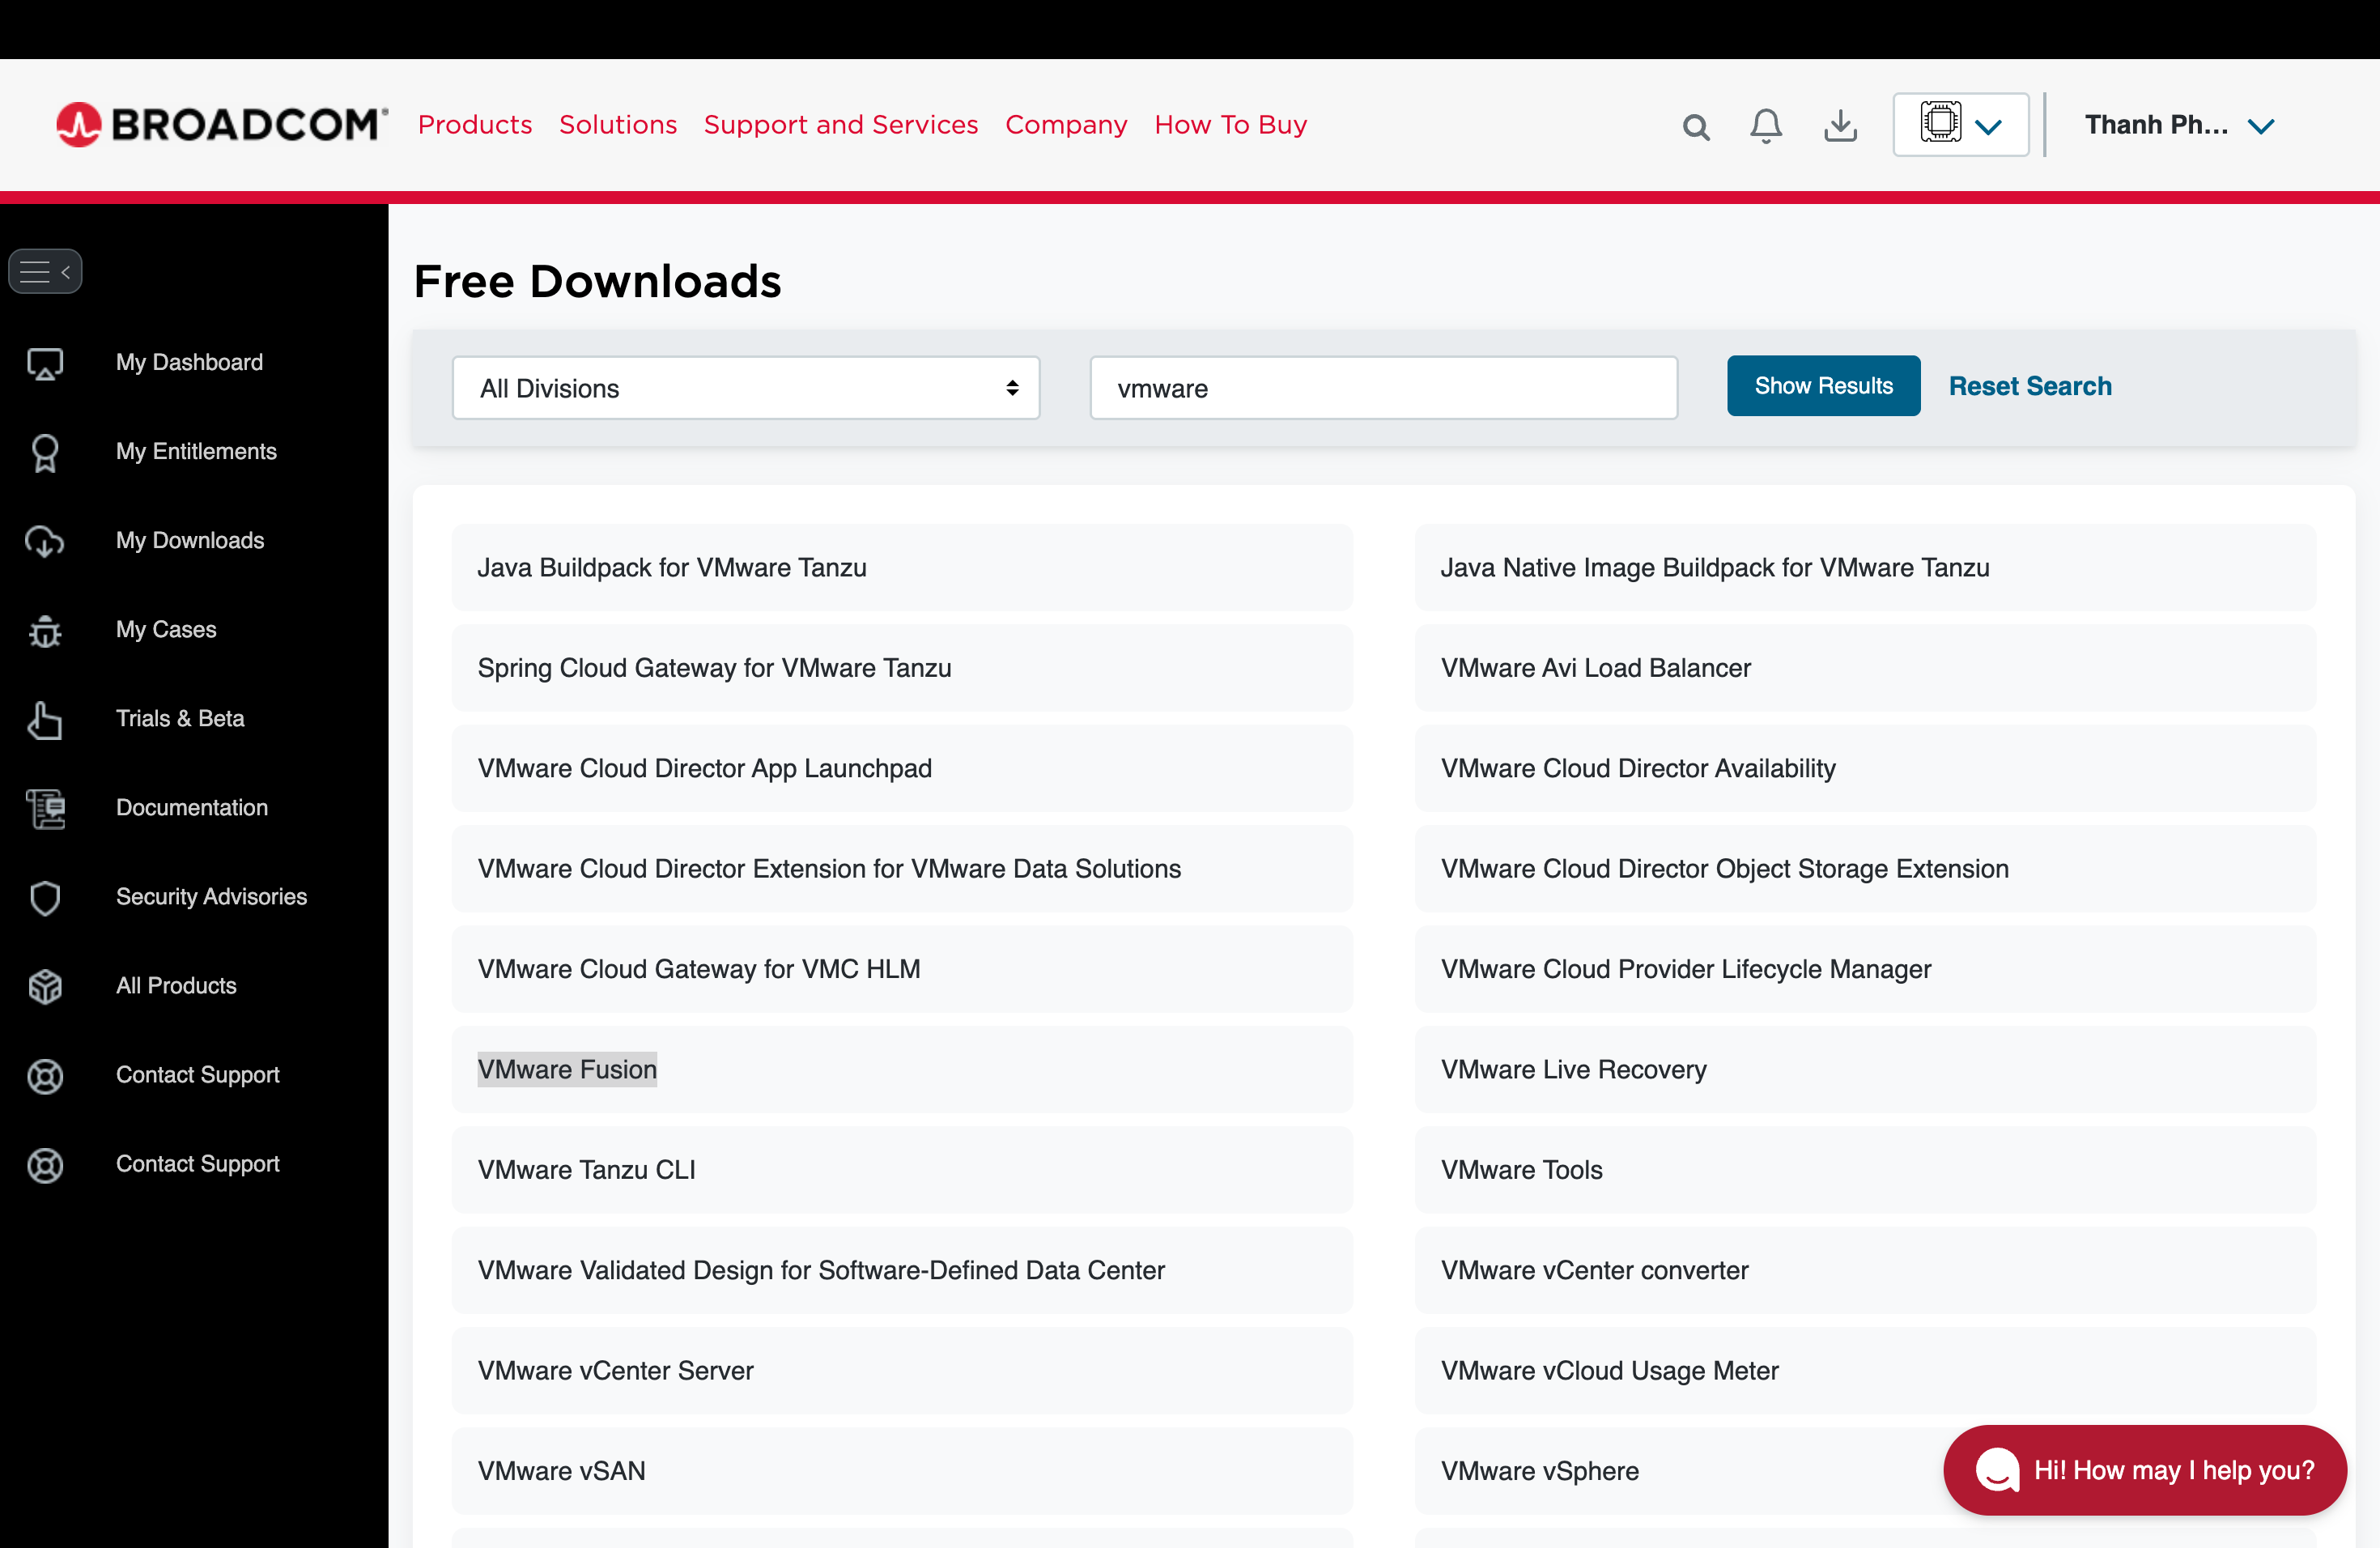 BROADCOM®
Products Solutions Support and Services Company How To Buy
Thanh Ph...
My Dashboard
My Entitlements
My Downloads
My Cases
Trials & Beta
Documentation
Security Advisories
All Products
Contact Support
Contact Support
Free Downloads
All Divisions
vmware
Show Results
Reset Search
Java Buildpack for VMware Tanzu
Java Native Image Buildpack for VMware Tanzu
Spring Cloud Gateway for VMware Tanzu
VMware Avi Load Balancer
VMware Cloud Director App Launchpad
VMware Cloud Director Availability
VMware Cloud Director Extension for VMware Data Solutions
VMware Cloud Director Object Storage Extension
VMware Cloud Gateway for VMC HLM
VMware Cloud Provider Lifecycle Manager
VMware Fusion
VMware Live Recovery
VMware Tanzu CLI
VMware Tools
VMware Validated Design for Software-Defined Data Center
VMware vCenter converter
VMware vCenter Server
VMware vCloud Usage Meter
VMware vSAN
VMware vSphere
Hi! How may I help you?